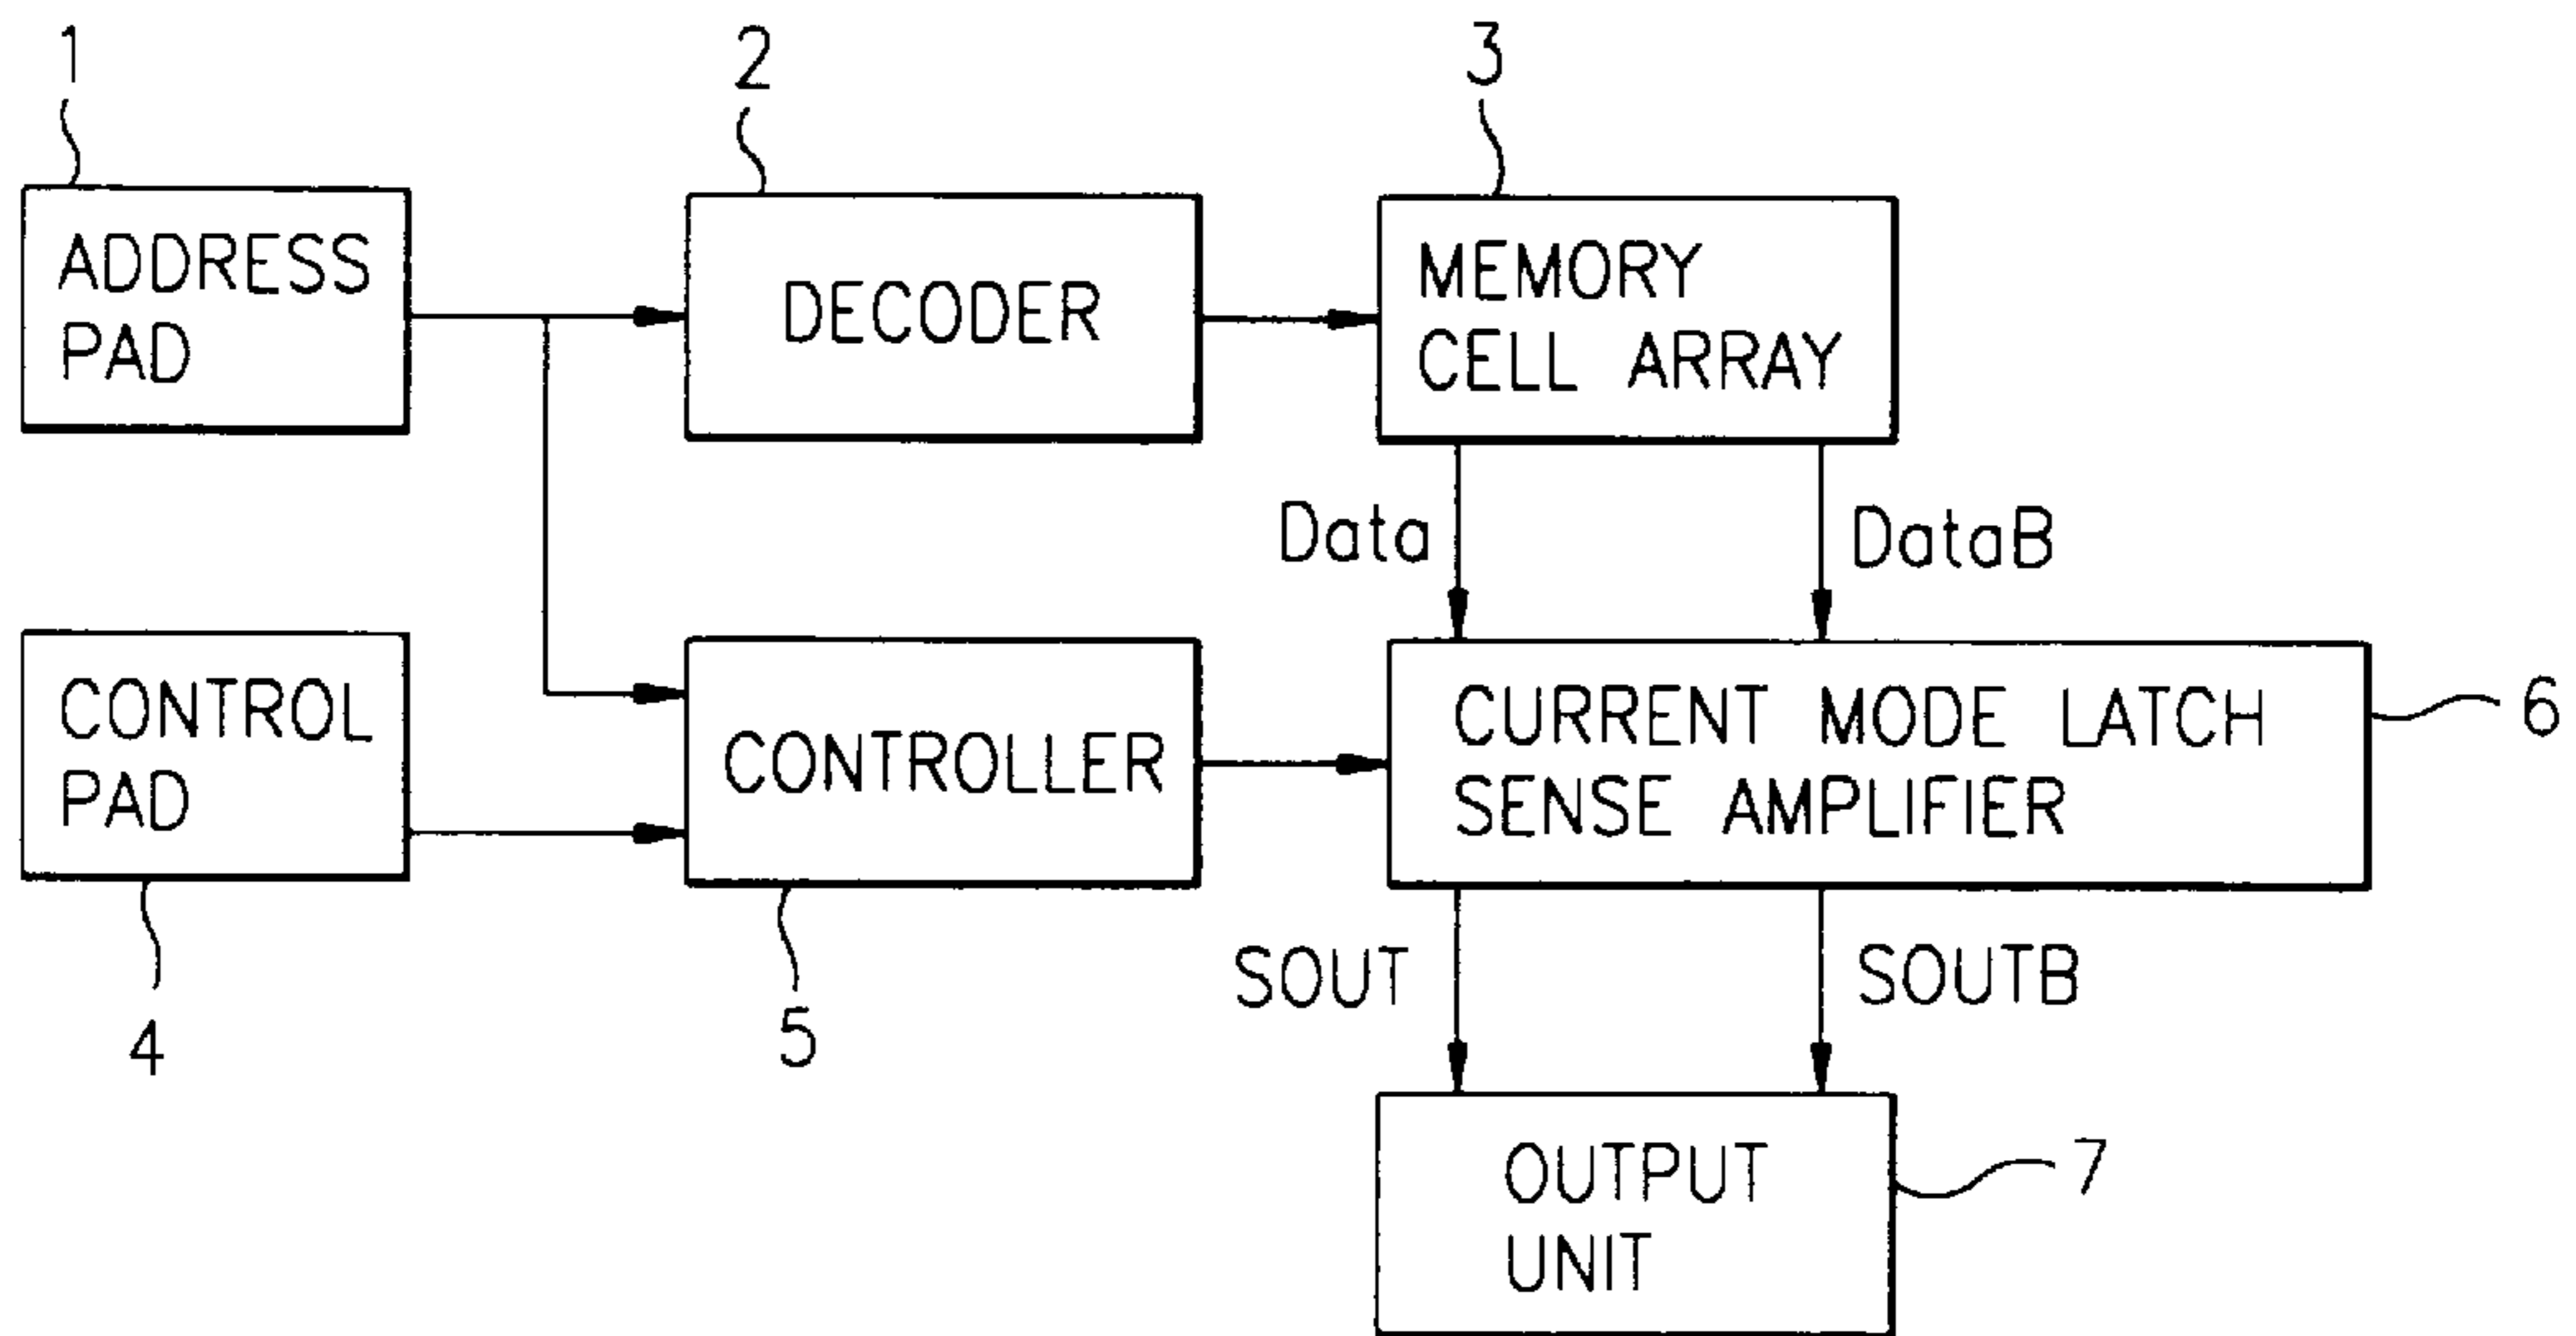 1
2
3
ADDRESS
PAD
DECODER
MEMORY
CELL ARRAY
Data
DataB
CONTROL
PAD
CONTROLLER
CURRENT MODE LATCH
SENSE AMPLIFIER
6
4
5
SOUT
SOUTB
OUTPUT
UNIT
7